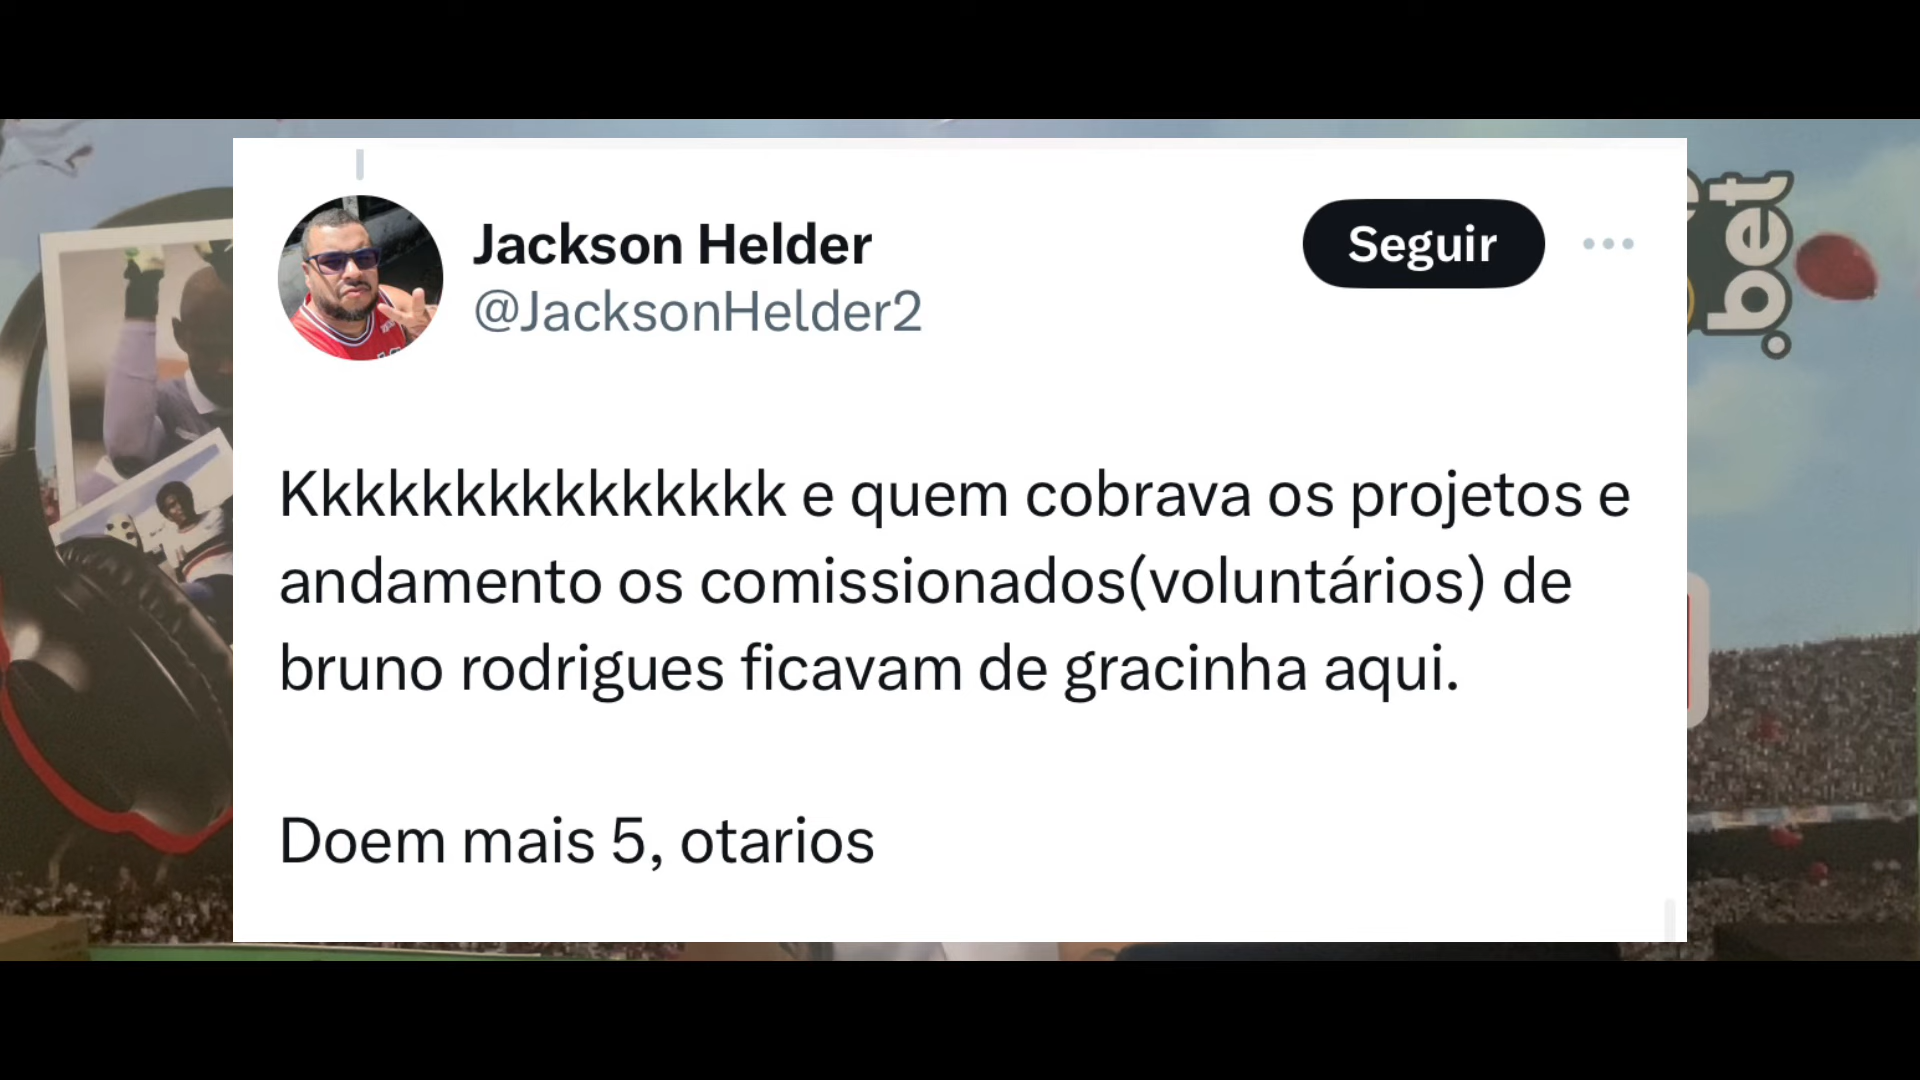 Jackson Helder
@JacksonHelder2
Seguir
Kkkkkkkkkkkkkkk e quem cobrava os projetos e
andamento os comissionados(voluntários) de
bruno rodrigues ficavam de gracinha aqui.
Doem mais 5, otarios
.bet